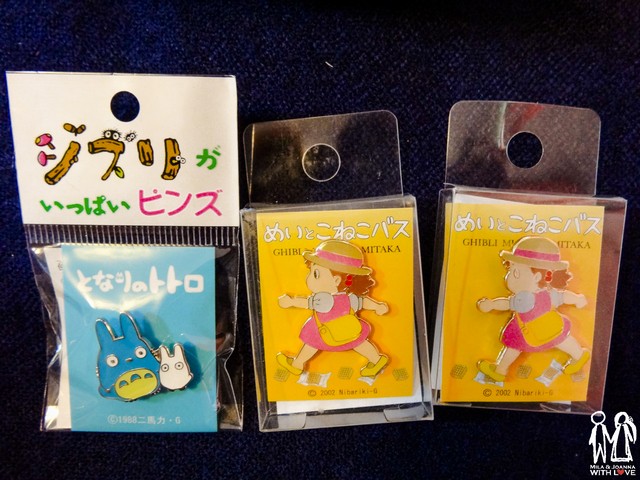 ジブリが
いっぱいピンズ
となりのトトロ
©1988 二馬力・G
めいとこねこバス
GHIBLI MUSEUM MITAKA
© 2002 Nibariki-G
めいとこねこバス
GHIBLI MUSEUM MITAKA
© 2002 Nibariki-G
MILA & JOANNA
WITH LOVE